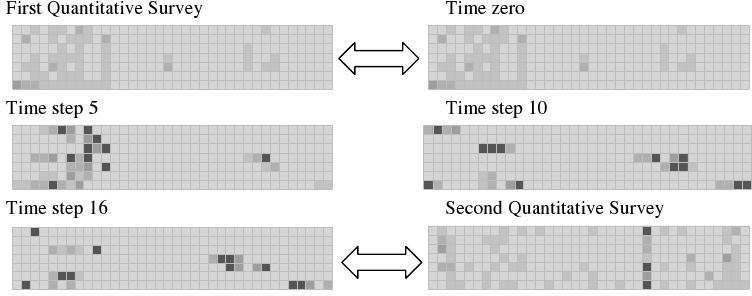 First Quantitative Survey
Time zero
Time step 5
Time step 10
Time step 16
Second Quantitative Survey